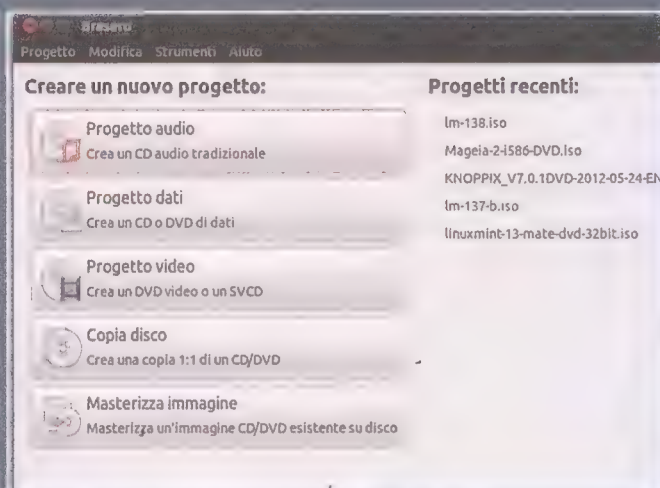 Progetto Modifica Strumenti Aiuto
Creare un nuovo progetto:
Progetto audio
Crea un CD audio tradizionale
Progetto dati
Crea un CD o DVD di dati
Progetto video
Crea un DVD video o un SVCD
Copia disco
Crea una copia 1:1 di un CD/DVD
Masterizza immagine
Masterizza un'immagine CD/DVD esistente su disco
Progetti recenti:
lm-138.iso
Mageia-2-i586-DVD.iso
KNOPPIX_V7.0.1DVD-2012-05-24-EN
lm-137-b.iso
linuxmint-13-mate-dvd-32bit.iso